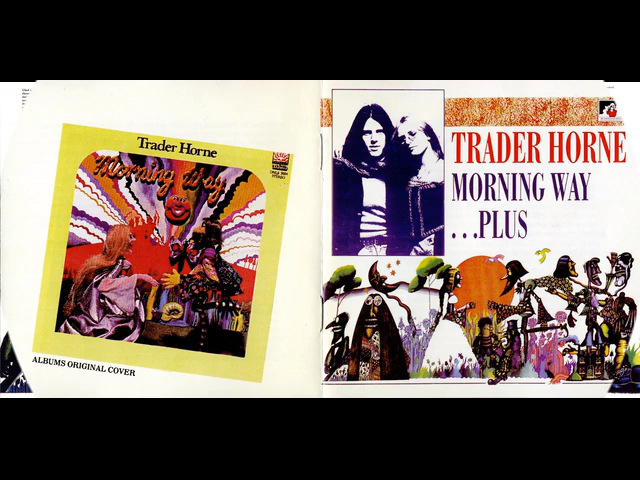 Trader Horne
Morning Way
ALBUMS ORIGINAL COVER
TRADER HORNE
MORNING WAY
...PLUS